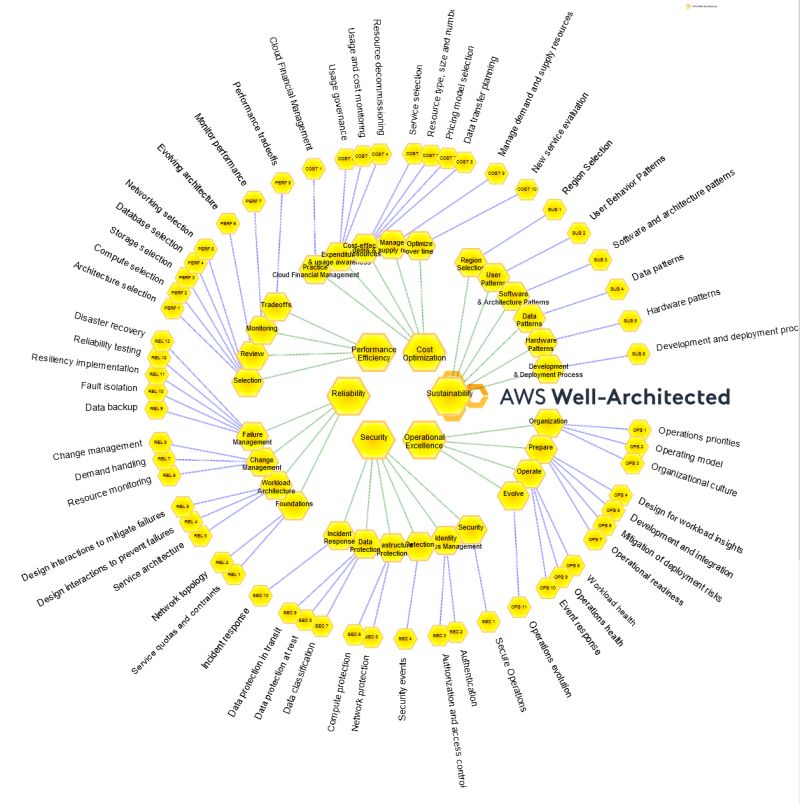 AWS Well-Architected
Sustainability
Cost
Optimization
Performance
Efficiency
Reliability
Security
Operational
Excellence
Region
Selection
User
Patterns
Software
& Architecture Patterns
Data
Patterns
Hardware
Patterns
Development
& Deployment Process
SUS 1
Region Selection
SUS 2
User Behavior Patterns
SUS 3
Software and architecture patterns
SUS 4
Data patterns
SUS 5
Hardware patterns
SUS 6
Development and deployment proc
Practice
Cloud Financial Management
Expenditure
& usage awareness
Cost-effec
Manage
Optimize
over time
COST 1
Cloud Financial Management
COST
Usage governance
COST
Usage and cost monitoring
COST 4
Resource decommissioning
COST
Service selection
COST
Resource type, size and numb
COST
Pricing model selection
COST 8
Data transfer planning
COST 9
Manage demand and supply resources
COST 10
New service evaluation
Tradeoffs
Monitoring
Review
Selection
PERF 8
Performance tradeoffs
PERF 7
Monitor performance
PERF 6
Evolving architecture
PERF 5
Networking selection
PERF 4
Database selection
PERF 3
Storage selection
PERF 2
Compute selection
PERF 1
Architecture selection
Failure
Management
Change
Management
Workload
Architecture
Foundations
REL 13
Disaster recovery
REL 12
Reliability testing
REL 11
Resiliency implementation
REL 10
Fault isolation
REL 9
Data backup
REL 8
Change management
REL 7
Demand handling
REL 6
Resource monitoring
REL 5
Design interactions to mitigate failures
REL 4
Design interactions to prevent failures
REL 3
Service architecture
REL 2
Network topology
REL 1
Service quotas and contraints
Incident
Response
Data
Protection
Protection
Identity
Security
SEC 10
Incident response
SEC 9
Data protection in transit
SEC 8
Data protection at rest
SEC 7
Data classification
SEC 6
Compute protection
SEC 5
Network protection
SEC 4
Security events
SEC 3
Authorization and access control
SEC 2
Authentication
SEC 1
Secure Operations
Organization
Prepare
Operate
Evolve
OPS 1
Operations priorities
OPS 2
Operating model
OPS 3
Organizational culture
OPS 4
Design for workload insights
OPS 5
Development and integration
OPS 6
Mitigation of deployment risks
OPS 7
Operational readiness
OPS 8
Workload health
OPS 9
Operations health
OPS 10
Event response
OPS 11
Operations evolution